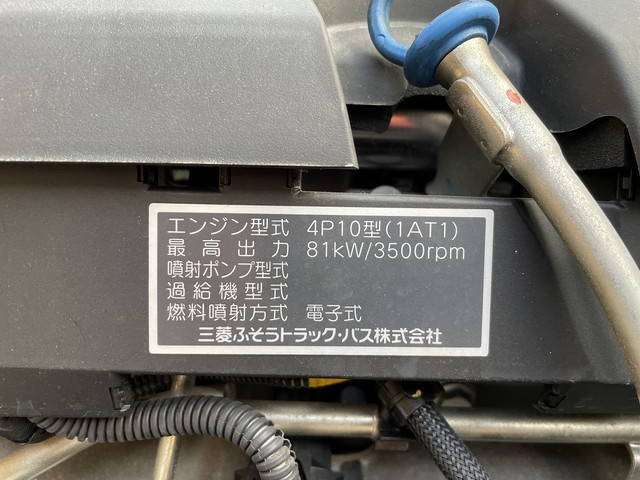 エンジン型式 4P10型(1AT1)
最高出力 81kW/3500rpm
噴射ポンプ型式
過給機型式
燃料噴射方式 電子式
三菱ふそうトラック・バス株式会社